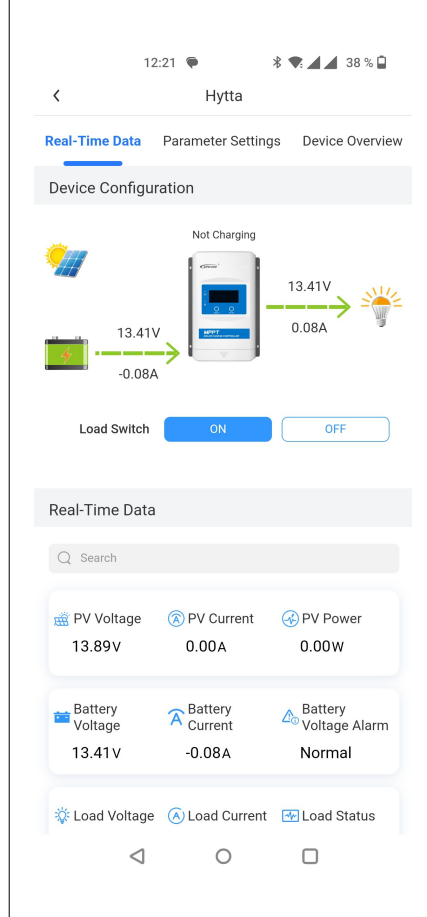 12:21 38 %
Hytta
Real-Time Data Parameter Settings Device Overview
Device Configuration
Not Charging
13.41V
0.08A
13.41V
-0.08A
MPPT
Load Switch ON OFF
Real-Time Data
Search
PV Voltage PV Current PV Power
13.89V 0.00A 0.00W
Battery Voltage Battery Current Battery Voltage Alarm
13.41V -0.08A Normal
Load Voltage Load Current Load Status